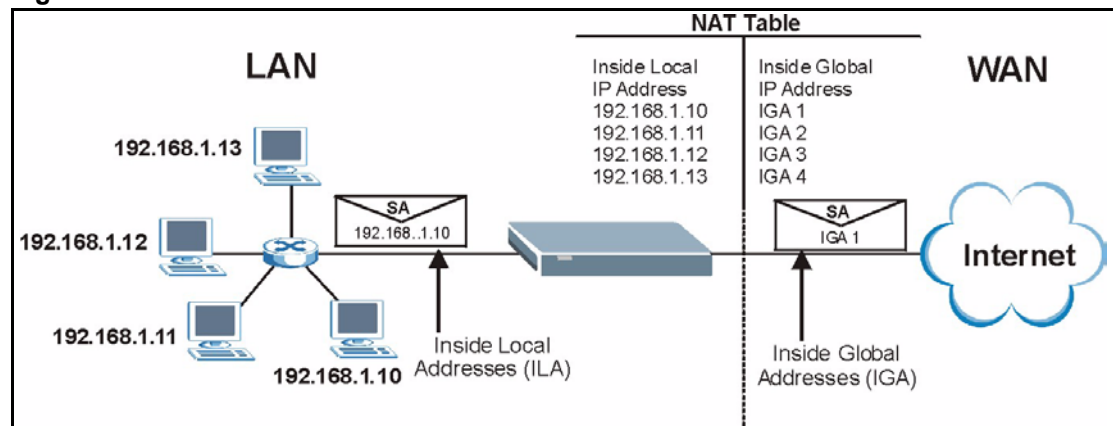 NAT Table
LAN
WAN
Inside Local
IP Address
192.168.1.10
192.168.1.11
192.168.1.12
192.168.1.13
Inside Global
IP Address
IGA 1
IGA 2
IGA 3
IGA 4
192.168.1.13
SA
192.168..1.10
SA
IGA 1
192.168.1.12
Internet
192.168.1.11
192.168.1.10
Inside Local
Addresses (ILA)
Inside Global
Addresses (IGA)